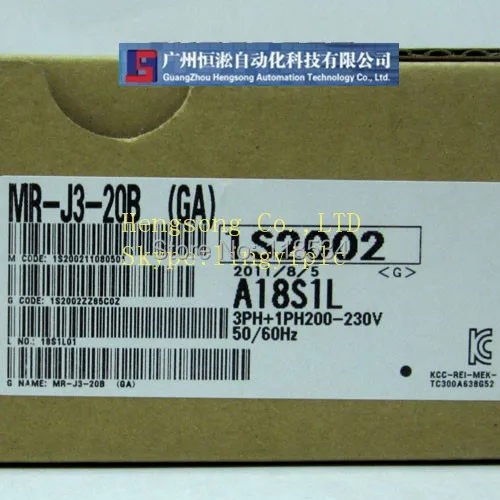 广州恒淞自动化科技有限公司
GuangZhou Hengsong Automation Technology Co., Ltd
MR-J3-20B (GA)
Hengsong Co.,LTD
1S2002
M CODE:
2011/8/5 <G>
G CODE: 1S2002ZZ85C0Z
A18S1L
3PH+1PH200-230V
50/60Hz
L NO.: 18S1L01
G NAME: MR-J3-20B (GA)
KCC-REI-MEK-
TC300A638G52